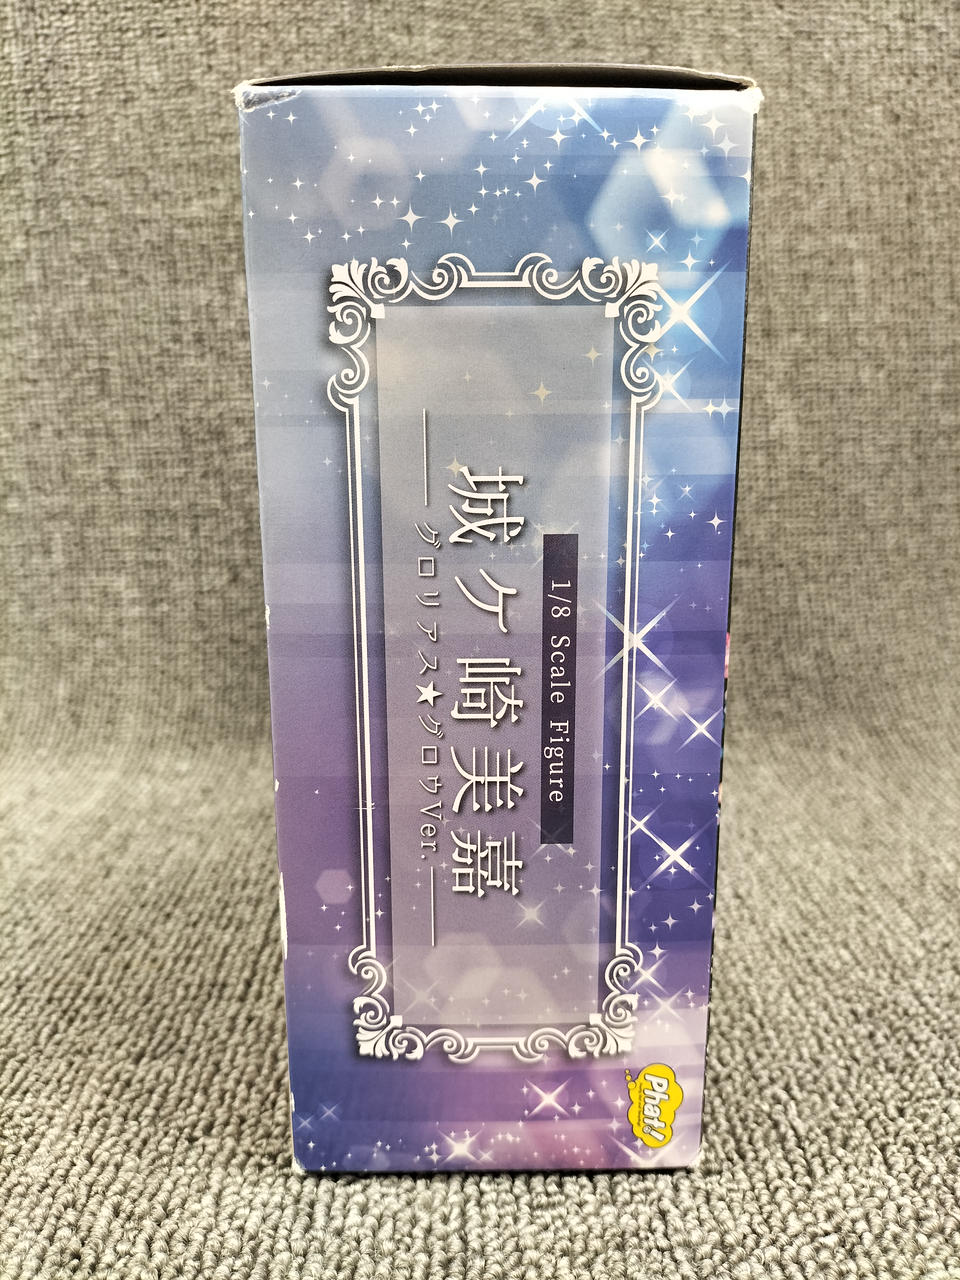 1/8 Scale Figure
城ケ崎美嘉
グロリアス★グロウVer.
Phat!